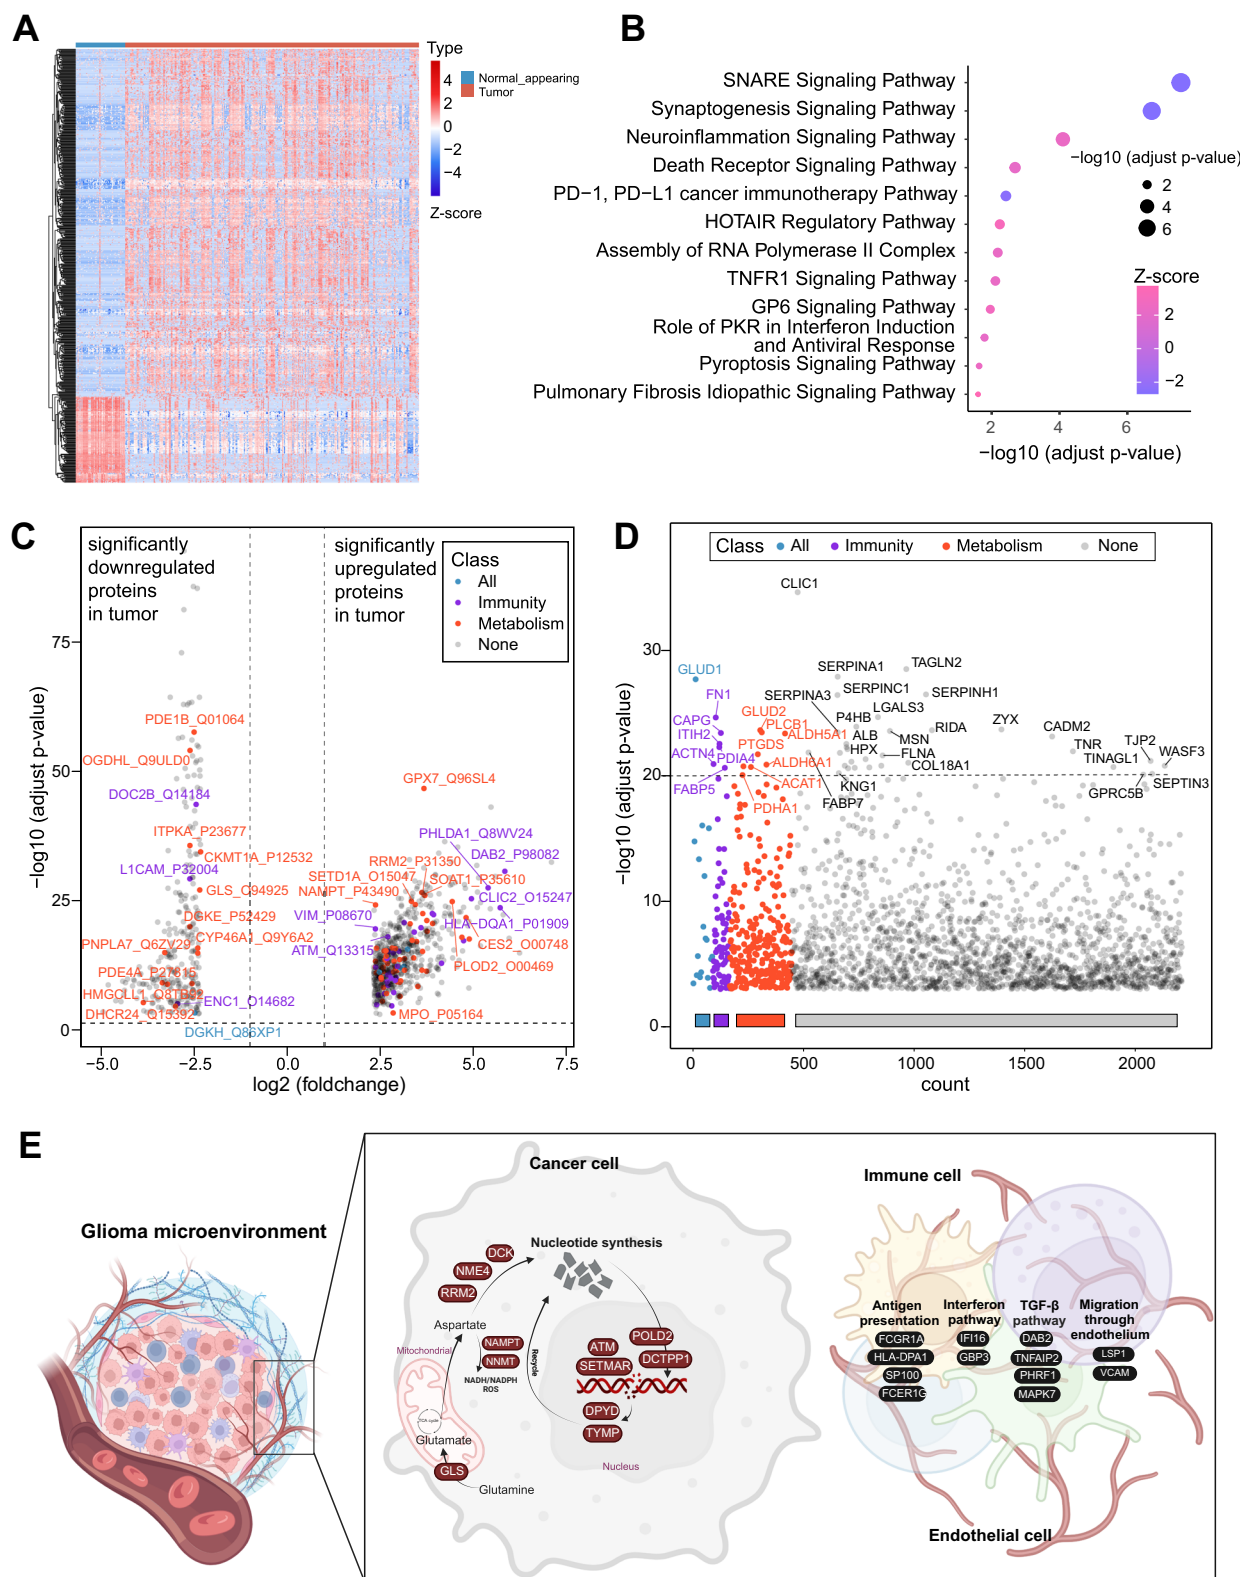 A
Type
4
2
0
−2
−4
Z-score
Normal_appearing
Tumor
B
SNARE Signaling Pathway
Synaptogenesis Signaling Pathway
Neuroinflammation Signaling Pathway
Death Receptor Signaling Pathway
PD−1, PD−L1 cancer immunotherapy Pathway
HOTAIR Regulatory Pathway
Assembly of RNA Polymerase II Complex
TNFR1 Signaling Pathway
GP6 Signaling Pathway
Role of PKR in Interferon Induction
and Antiviral Response
Pyroptosis Signaling Pathway
Pulmonary Fibrosis Idiopathic Signaling Pathway
2
4
6
−log10 (adjust p-value)
−log10 (adjust p-value)
2
4
6
Z-score
2
0
−2
C
significantly
downregulated
proteins
in tumor
significantly
upregulated
proteins
in tumor
Class
All
Immunity
Metabolism
None
75
50
25
0
−log10 (adjust p-value)
PDE1B_Q01064
OGDHL_Q9ULD0
DOC2B_Q14184
ITPKA_P23677
CKMT1A_P12532
L1CAM_P32004
GLS_O94925
DGKE_P52429
CYP46A1_Q9Y6A2
PNPLA7_Q6ZV29
PDE4A_P27815
HMGCLL1_Q8TB92
ENC1_O14682
DHCR24_Q15392
DGKH_Q86XP1
GPX7_Q96SL4
PHLDA1_Q8WV24
DAB2_P98082
RRM2_P31350
SETD1A_O15047
SOAT1_P35610
NAMPT_P43490
CLIC2_O15247
VIM_P08670
HLA−DQA1_P01909
ATM_Q13315
CES2_O00748
PLOD2_O00469
MPO_P05164
−5.0
−2.5
0.0
2.5
5.0
7.5
log2 (foldchange)
D
Class
All
Immunity
Metabolism
None
30
20
10
0
−log10 (adjust p-value)
CLIC1
GLUD1
SERPINA1
TAGLN2
FN1
SERPINA3
SERPINC1
SERPINH1
GLUD2
LGALS3
CAPG
PLCB1
P4HB
RIDA
ZYX
CADM2
ITIH2
ALDH5A1
ALB
MSN
TNR
TJP2
PTGDS
HPX
FLNA
WASF3
ACTN4
PDIA4
ALDH6A1
COL18A1
TINAGL1
FABP5
ACAT1
KNG1
SEPTIN3
PDHA1
FABP7
GPRC5B
0
500
1000
1500
2000
count
E
Glioma microenvironment
Cancer cell
Nucleotide synthesis
DCK
NME4
RRM2
Aspartate
NAMPT
NNMT
NADH/NADPH
ROS
Mitochondrial
TCA cycle
Glutamate
GLS
Glutamine
Recycle
POLD2
ATM
DCTPP1
SETMAR
DPYD
TYMP
Nucleus
Immune cell
Antigen
presentation
FCGR1A
HLA-DPA1
SP100
FCER1G
Interferon
pathway
IFI16
GBP3
TGF-β
pathway
DAB2
TNFAIP2
PHRF1
MAPK7
Migration
through
endothelium
LSP1
VCAM
Endothelial cell